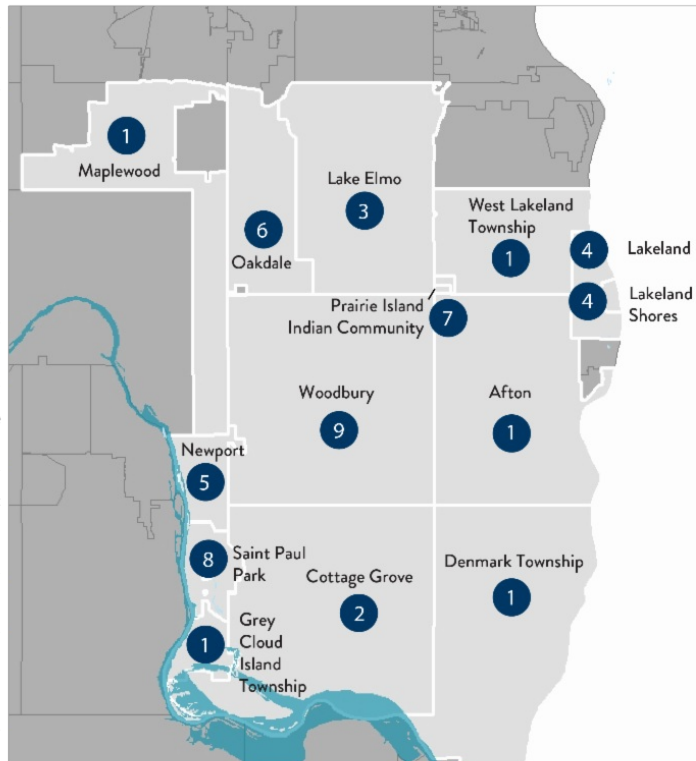 1
Maplewood
Lake Elmo
3
6
Oakdale
West Lakeland
Township
1
4
Lakeland
4
Lakeland
Shores
Prairie Island
Indian Community
7
Woodbury
9
Afton
1
Newport
5
8
Saint Paul
Park
Cottage Grove
2
Denmark Township
1
1
Grey
Cloud
Island
Township